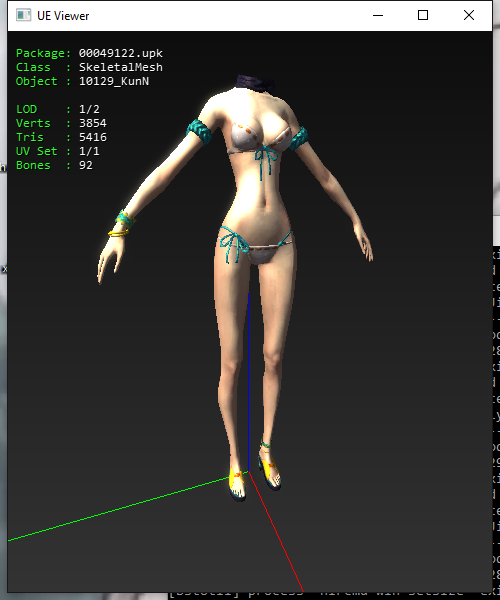 UE Viewer
Package: 00049122.upk
Class : SkeletalMesh
Object : 10129_KunN
LOD : 1/2
Verts : 3854
Tris : 5416
UV Set : 1/1
Bones : 92